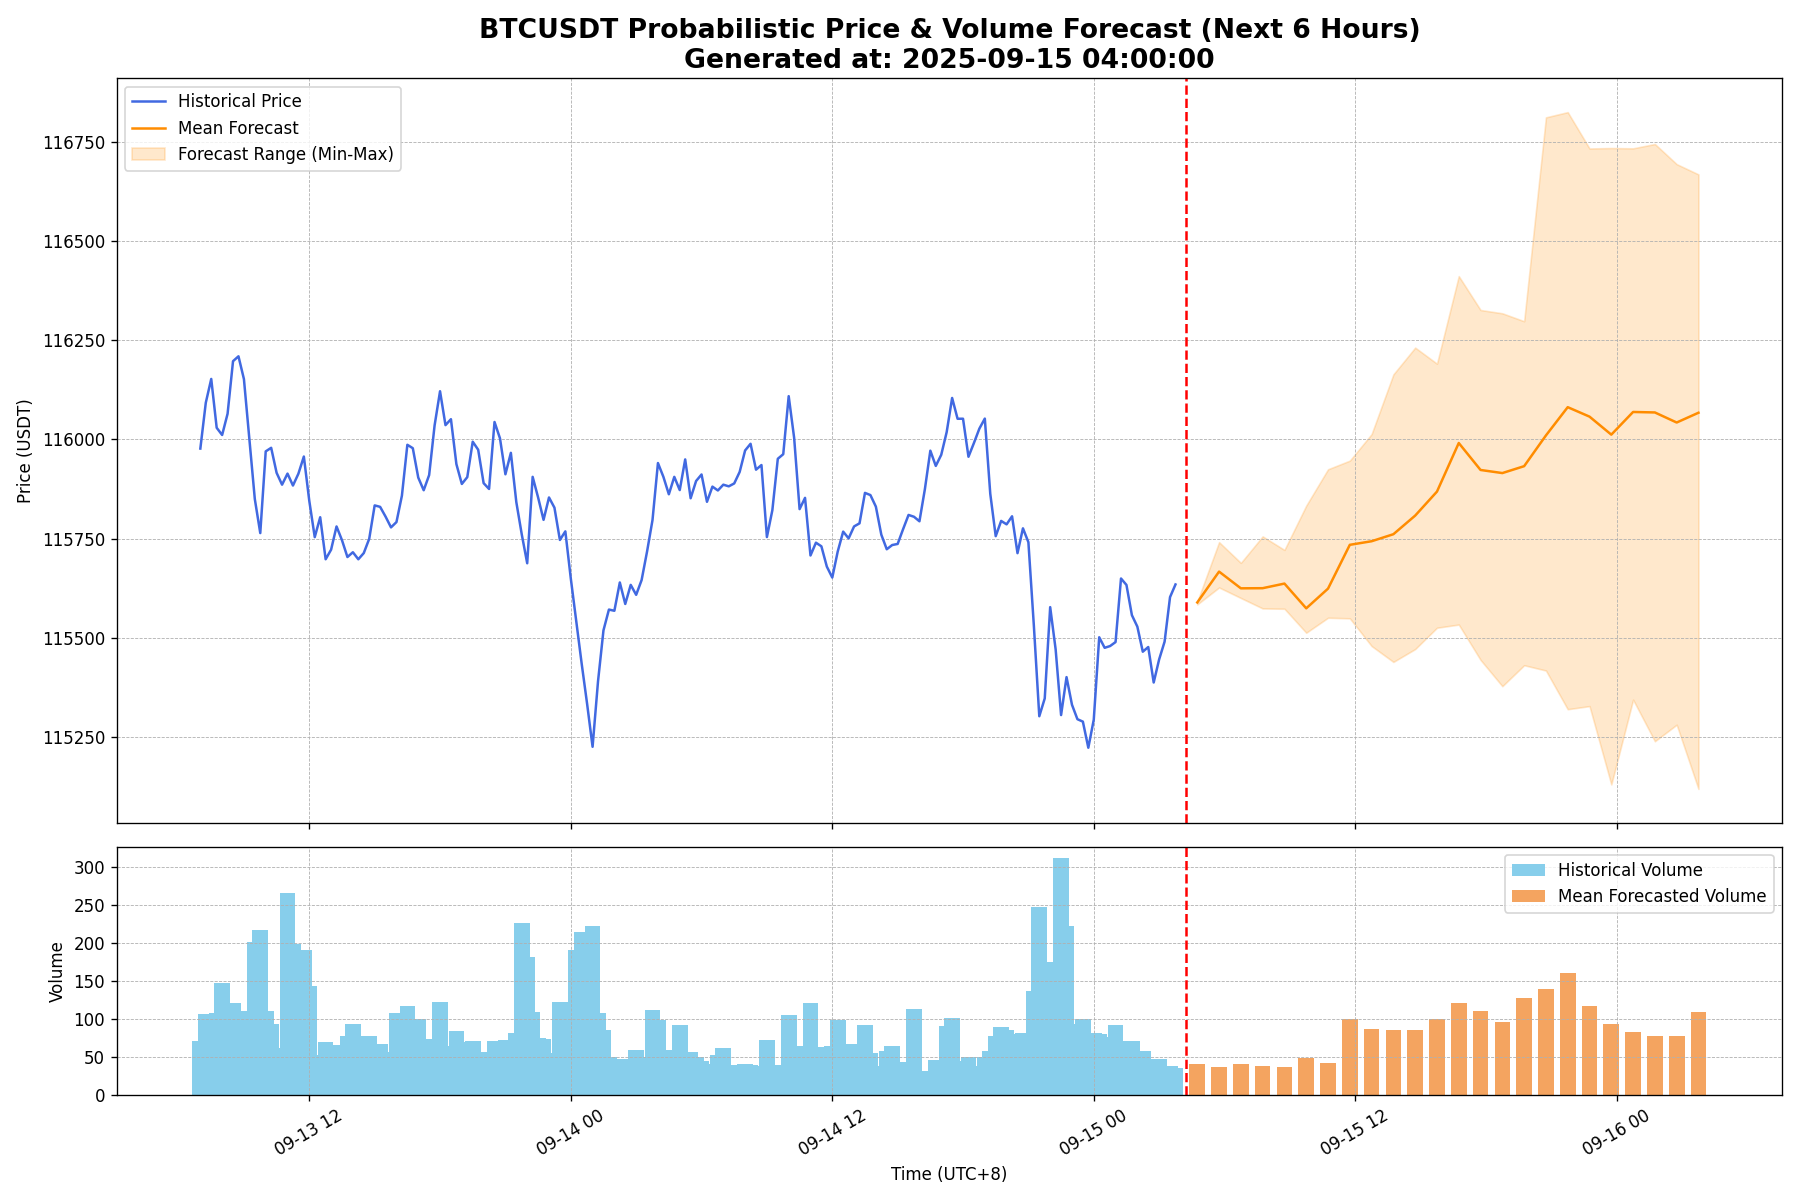 BTCUSDT Probabilistic Price & Volume Forecast (Next 6 Hours)
Generated at: 2025-09-15 04:00:00
Historical Price
Mean Forecast
Forecast Range (Min-Max)
116750
116500
116250
116000
115750
115500
115250
Price (USDT)
Historical Volume
Mean Forecasted Volume
300
250
200
150
100
50
0
Volume
09-13 12
09-14 00
09-14 12
09-15 00
09-15 12
09-16 00
Time (UTC+8)